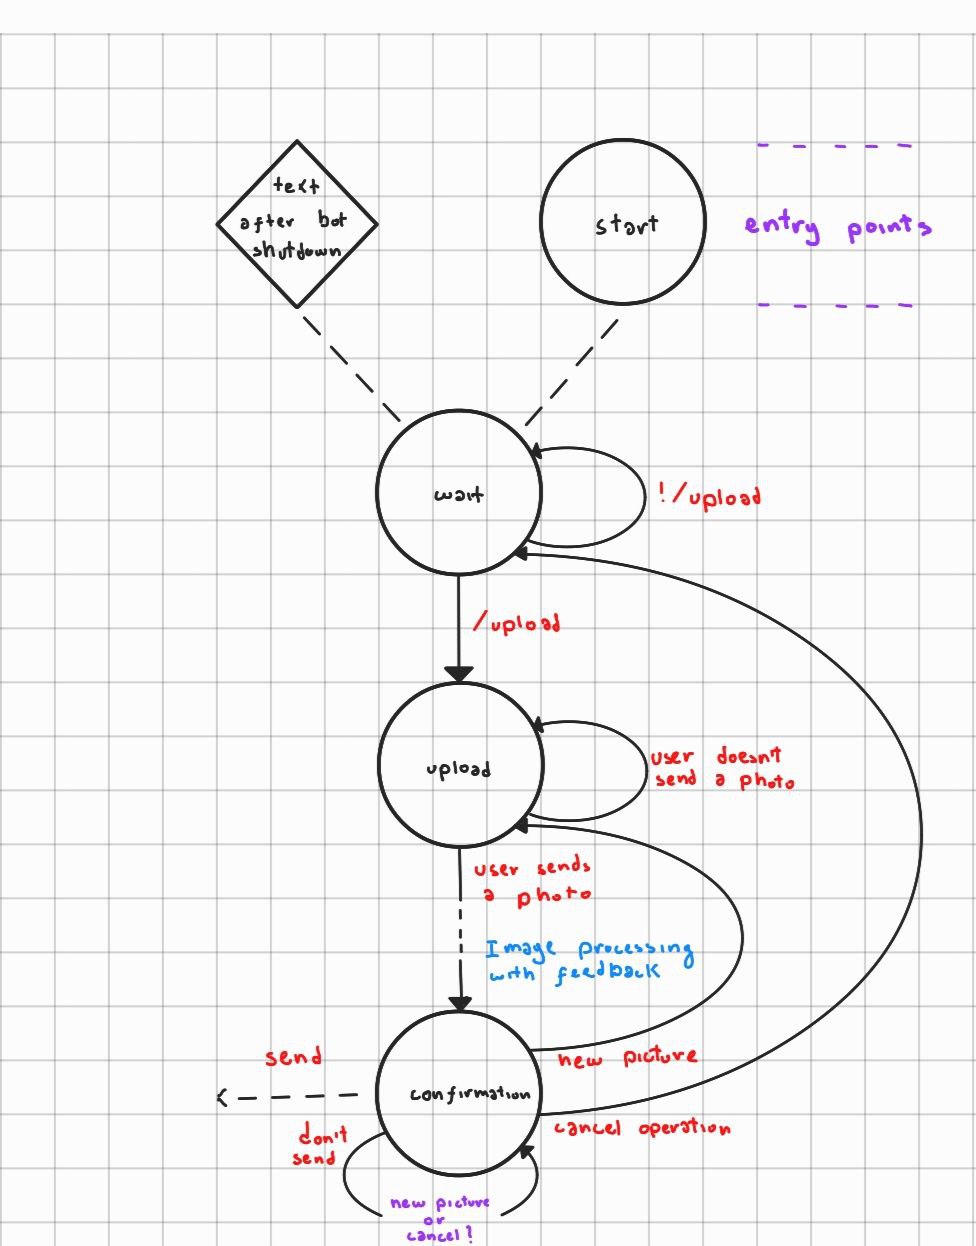 text
after bot
shutdown
start
entry points
wait
!/upload
/upload
upload
user doesn't
send a photo
user sends
a photo
Image processing
with feedback
send
new picture
confirmation
don't
send
cancel operation
new picture
or
cancel?